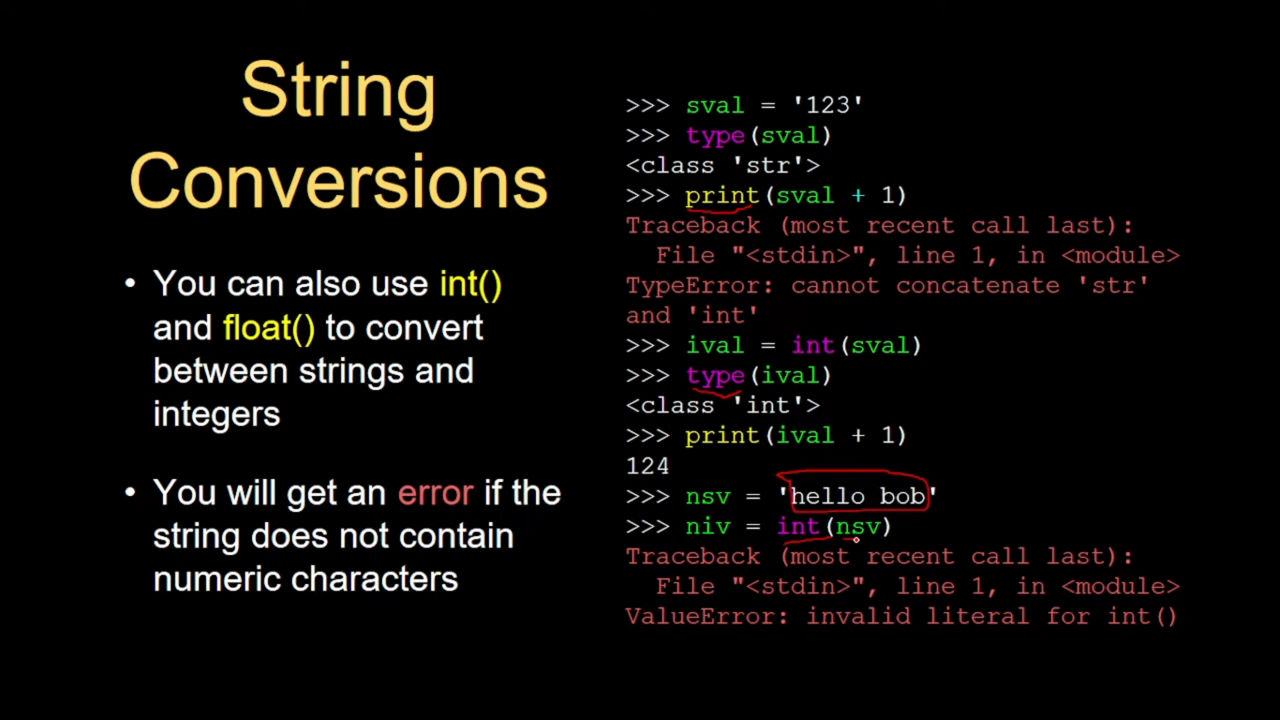 String
Conversions
• You can also use int()
and float() to convert
between strings and
integers
• You will get an error if the
string does not contain
numeric characters
>>> sval = '123'
>>> type(sval)
<class 'str'>
>>> print(sval + 1)
Traceback (most recent call last):
  File "<stdin>", line 1, in <module>
TypeError: cannot concatenate 'str'
and 'int'
>>> ival = int(sval)
>>> type(ival)
<class 'int'>
>>> print(ival + 1)
124
>>> nsv = 'hello bob'
>>> niv = int(nsv)
Traceback (most recent call last):
  File "<stdin>", line 1, in <module>
ValueError: invalid literal for int()